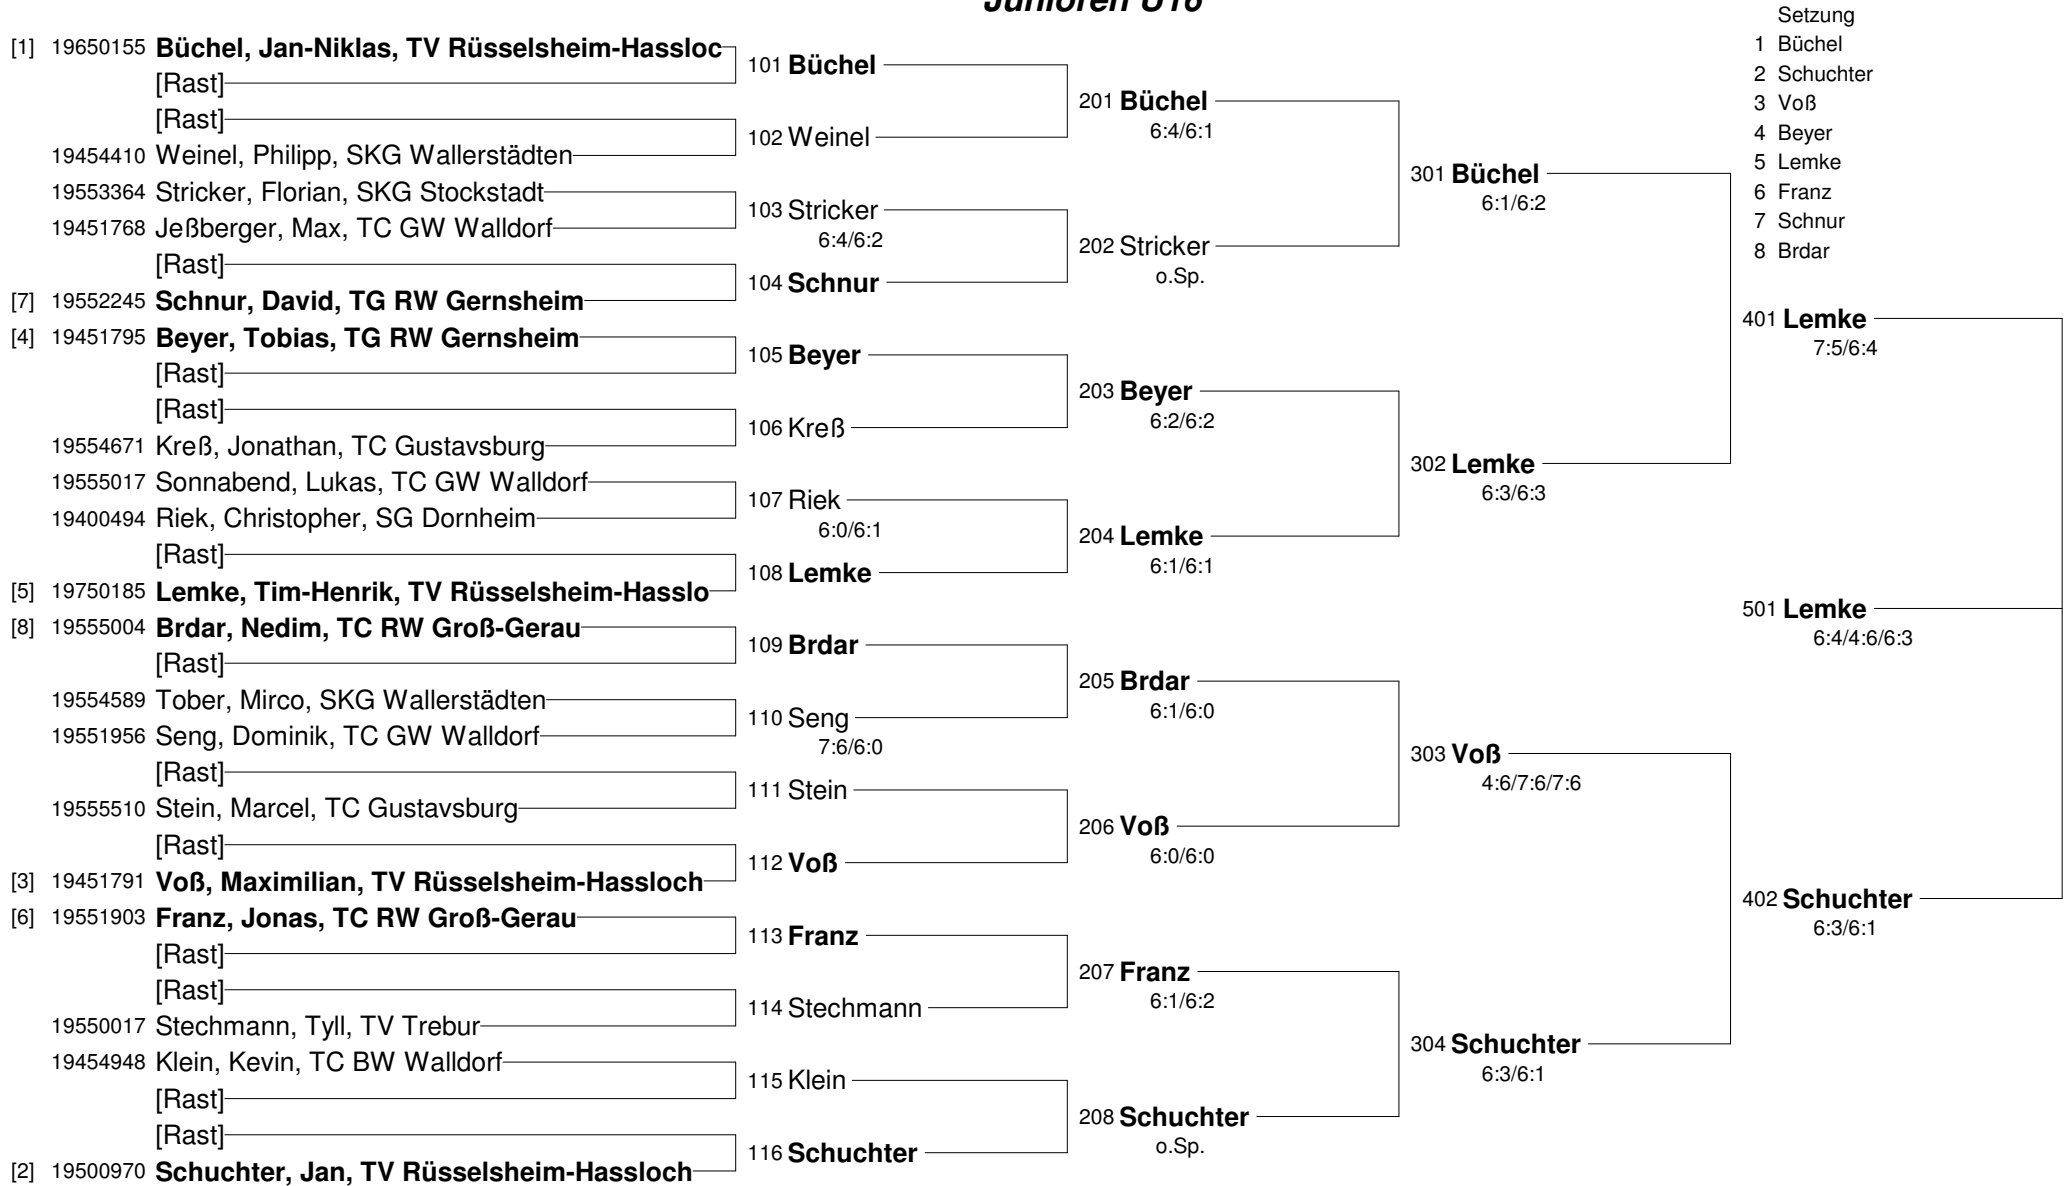 Junioren U16
[1] 19650155 Büchel, Jan-Niklas, TV Rüsselsheim-Hassloc
[Rast]
[Rast]
19454410 Weinel, Philipp, SKG Wallerstädten
19553364 Stricker, Florian, SKG Stockstadt
19451768 Jeßberger, Max, TC GW Walldorf
[Rast]
[7] 19552245 Schnur, David, TG RW Gernsheim
[4] 19451795 Beyer, Tobias, TG RW Gernsheim
[Rast]
[Rast]
19554671 Kreß, Jonathan, TC Gustavsburg
19555017 Sonnabend, Lukas, TC GW Walldorf
19400494 Riek, Christopher, SG Dornheim
[Rast]
[5] 19750185 Lemke, Tim-Henrik, TV Rüsselsheim-Hasslo
[8] 19555004 Brdar, Nedim, TC RW Groß-Gerau
[Rast]
19554589 Tober, Mirco, SKG Wallerstädten
19551956 Seng, Dominik, TC GW Walldorf
[Rast]
19555510 Stein, Marcel, TC Gustavsburg
[Rast]
[3] 19451791 Voß, Maximilian, TV Rüsselsheim-Hassloch
[6] 19551903 Franz, Jonas, TC RW Groß-Gerau
[Rast]
[Rast]
19550017 Stechmann, Tyll, TV Trebur
19454948 Klein, Kevin, TC BW Walldorf
[Rast]
[Rast]
[2] 19500970 Schuchter, Jan, TV Rüsselsheim-Hassloch
101 Büchel
102 Weinel
103 Stricker
6:4/6:2
104 Schnur
105 Beyer
106 Kreß
107 Riek
6:0/6:1
108 Lemke
109 Brdar
110 Seng
7:6/6:0
111 Stein
112 Voß
113 Franz
114 Stechmann
115 Klein
116 Schuchter
201 Büchel
6:4/6:1
202 Stricker
o.Sp.
203 Beyer
6:2/6:2
204 Lemke
6:1/6:1
205 Brdar
6:1/6:0
206 Voß
6:0/6:0
207 Franz
6:1/6:2
208 Schuchter
o.Sp.
301 Büchel
6:1/6:2
302 Lemke
6:3/6:3
303 Voß
4:6/7:6/7:6
304 Schuchter
6:3/6:1
Setzung
1 Büchel
2 Schuchter
3 Voß
4 Beyer
5 Lemke
6 Franz
7 Schnur
8 Brdar
401 Lemke
7:5/6:4
501 Lemke
6:4/4:6/6:3
402 Schuchter
6:3/6:1